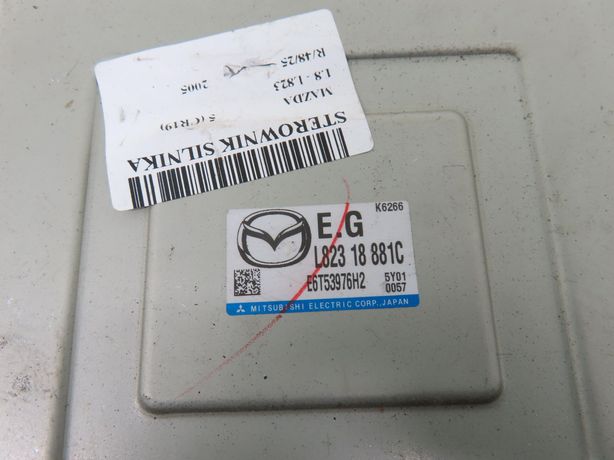 STEROWNIK SILNIKA
MAZDA 5 (CR19)
1.8 - L823 2005
R/48/25
K6266
E.G
L823 18 881C
E6T53976H2 5Y01
0057
MITSUBISHI ELECTRIC CORP., JAPAN